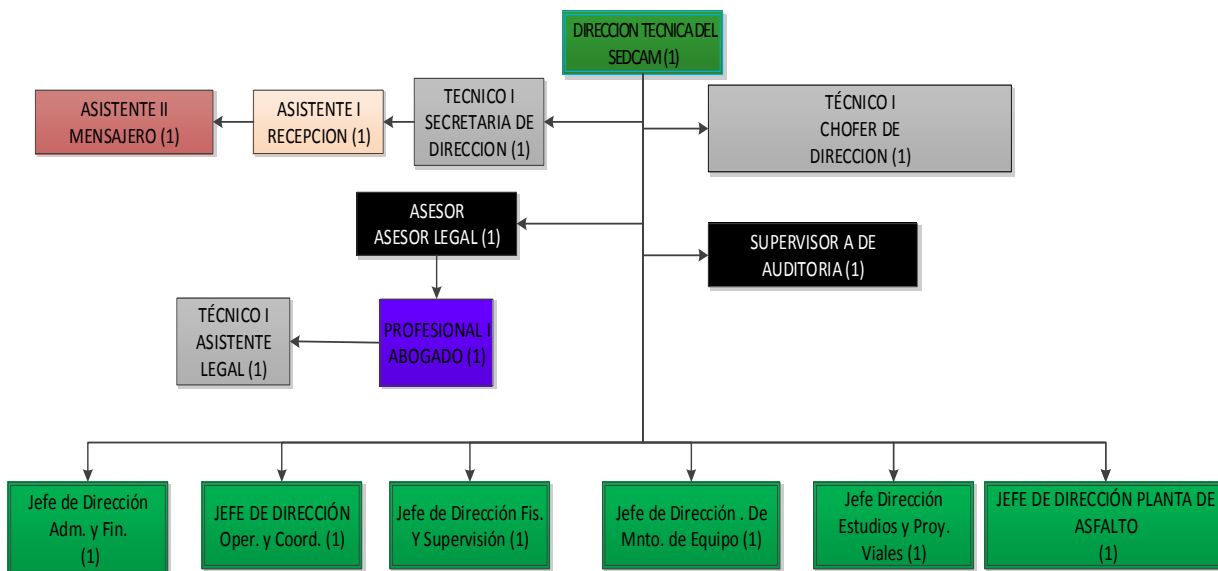 DIRECCION TECNICA DEL
SEDCAM (1)
ASISTENTE II
MENSAJERO (1)
ASISTENTE I
RECEPCION (1)
TECNICO I
SECRETARIA DE
DIRECCION (1)
TÉCNICO I
CHOFER DE
DIRECCION (1)
ASESOR
ASESOR LEGAL (1)
SUPERVISOR A DE
AUDITORIA (1)
TÉCNICO I
ASISTENTE
LEGAL (1)
PROFESIONAL I
ABOGADO (1)
Jefe de Dirección
Adm. y Fin.
(1)
JEFE DE DIRECCIÓN
Oper. y Coord. (1)
Jefe de Dirección Fis.
Y Supervisión (1)
Jefe de Dirección . De
Mnto. de Equipo (1)
Jefe Dirección
Estudios y Proy.
Viales (1)
JEFE DE DIRECCIÓN PLANTA DE
ASFALTO
(1)